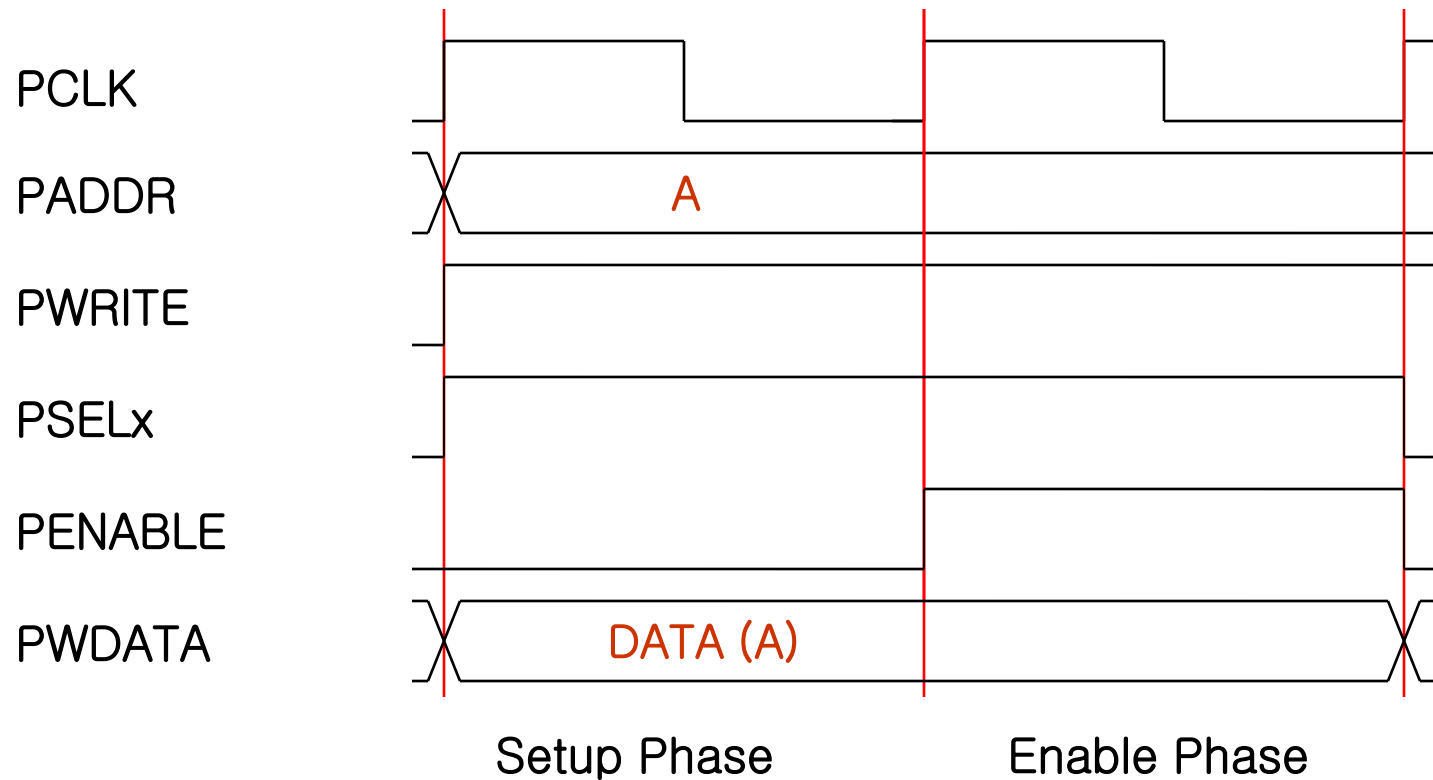 PCLK
PADDR
A
PWRITE
PSELx
PENABLE
PWDATA
DATA (A)
Setup Phase
Enable Phase